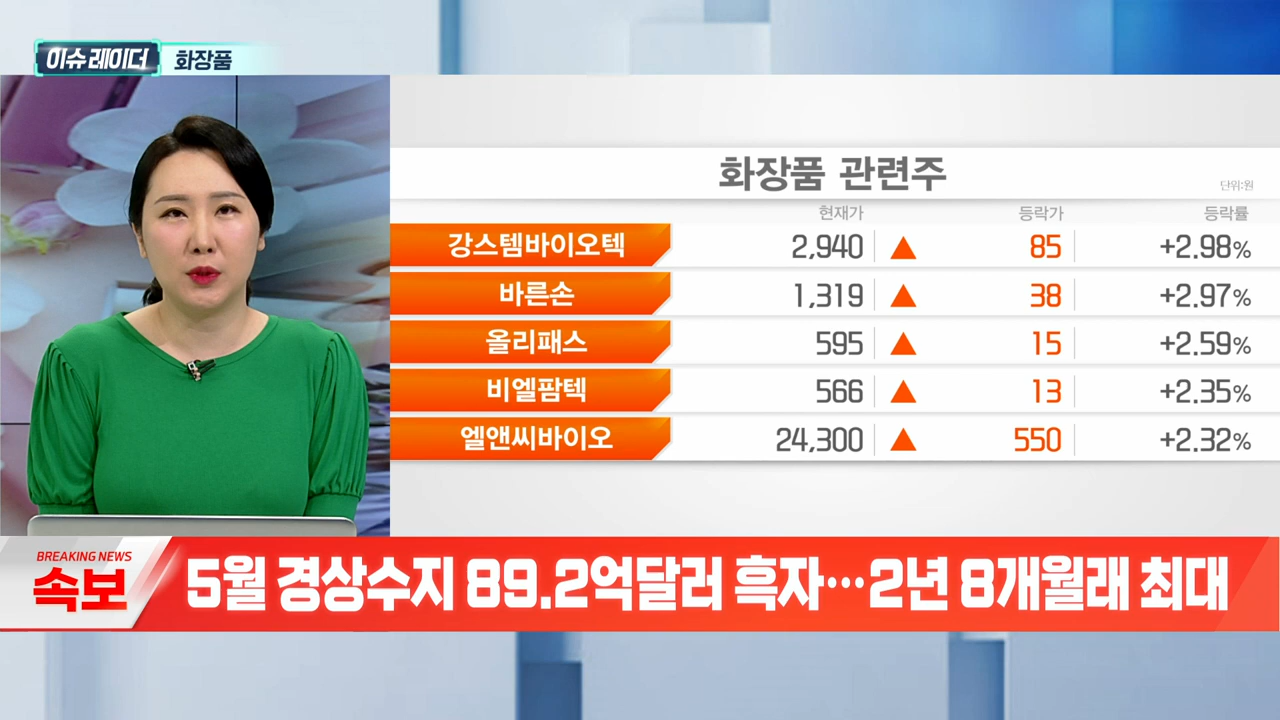 이슈 레이더 화장품
화장품 관련주
단위:원
현재가 등락가 등락률
강스템바이오텍 2,940 ▲ 85 +2.98%
바른손 1,319 ▲ 38 +2.97%
올리패스 595 ▲ 15 +2.59%
비엘팜텍 566 ▲ 13 +2.35%
엘앤씨바이오 24,300 ▲ 550 +2.32%
BREAKING NEWS
속보
5월 경상수지 89.2억달러 흑자…2년 8개월래 최대